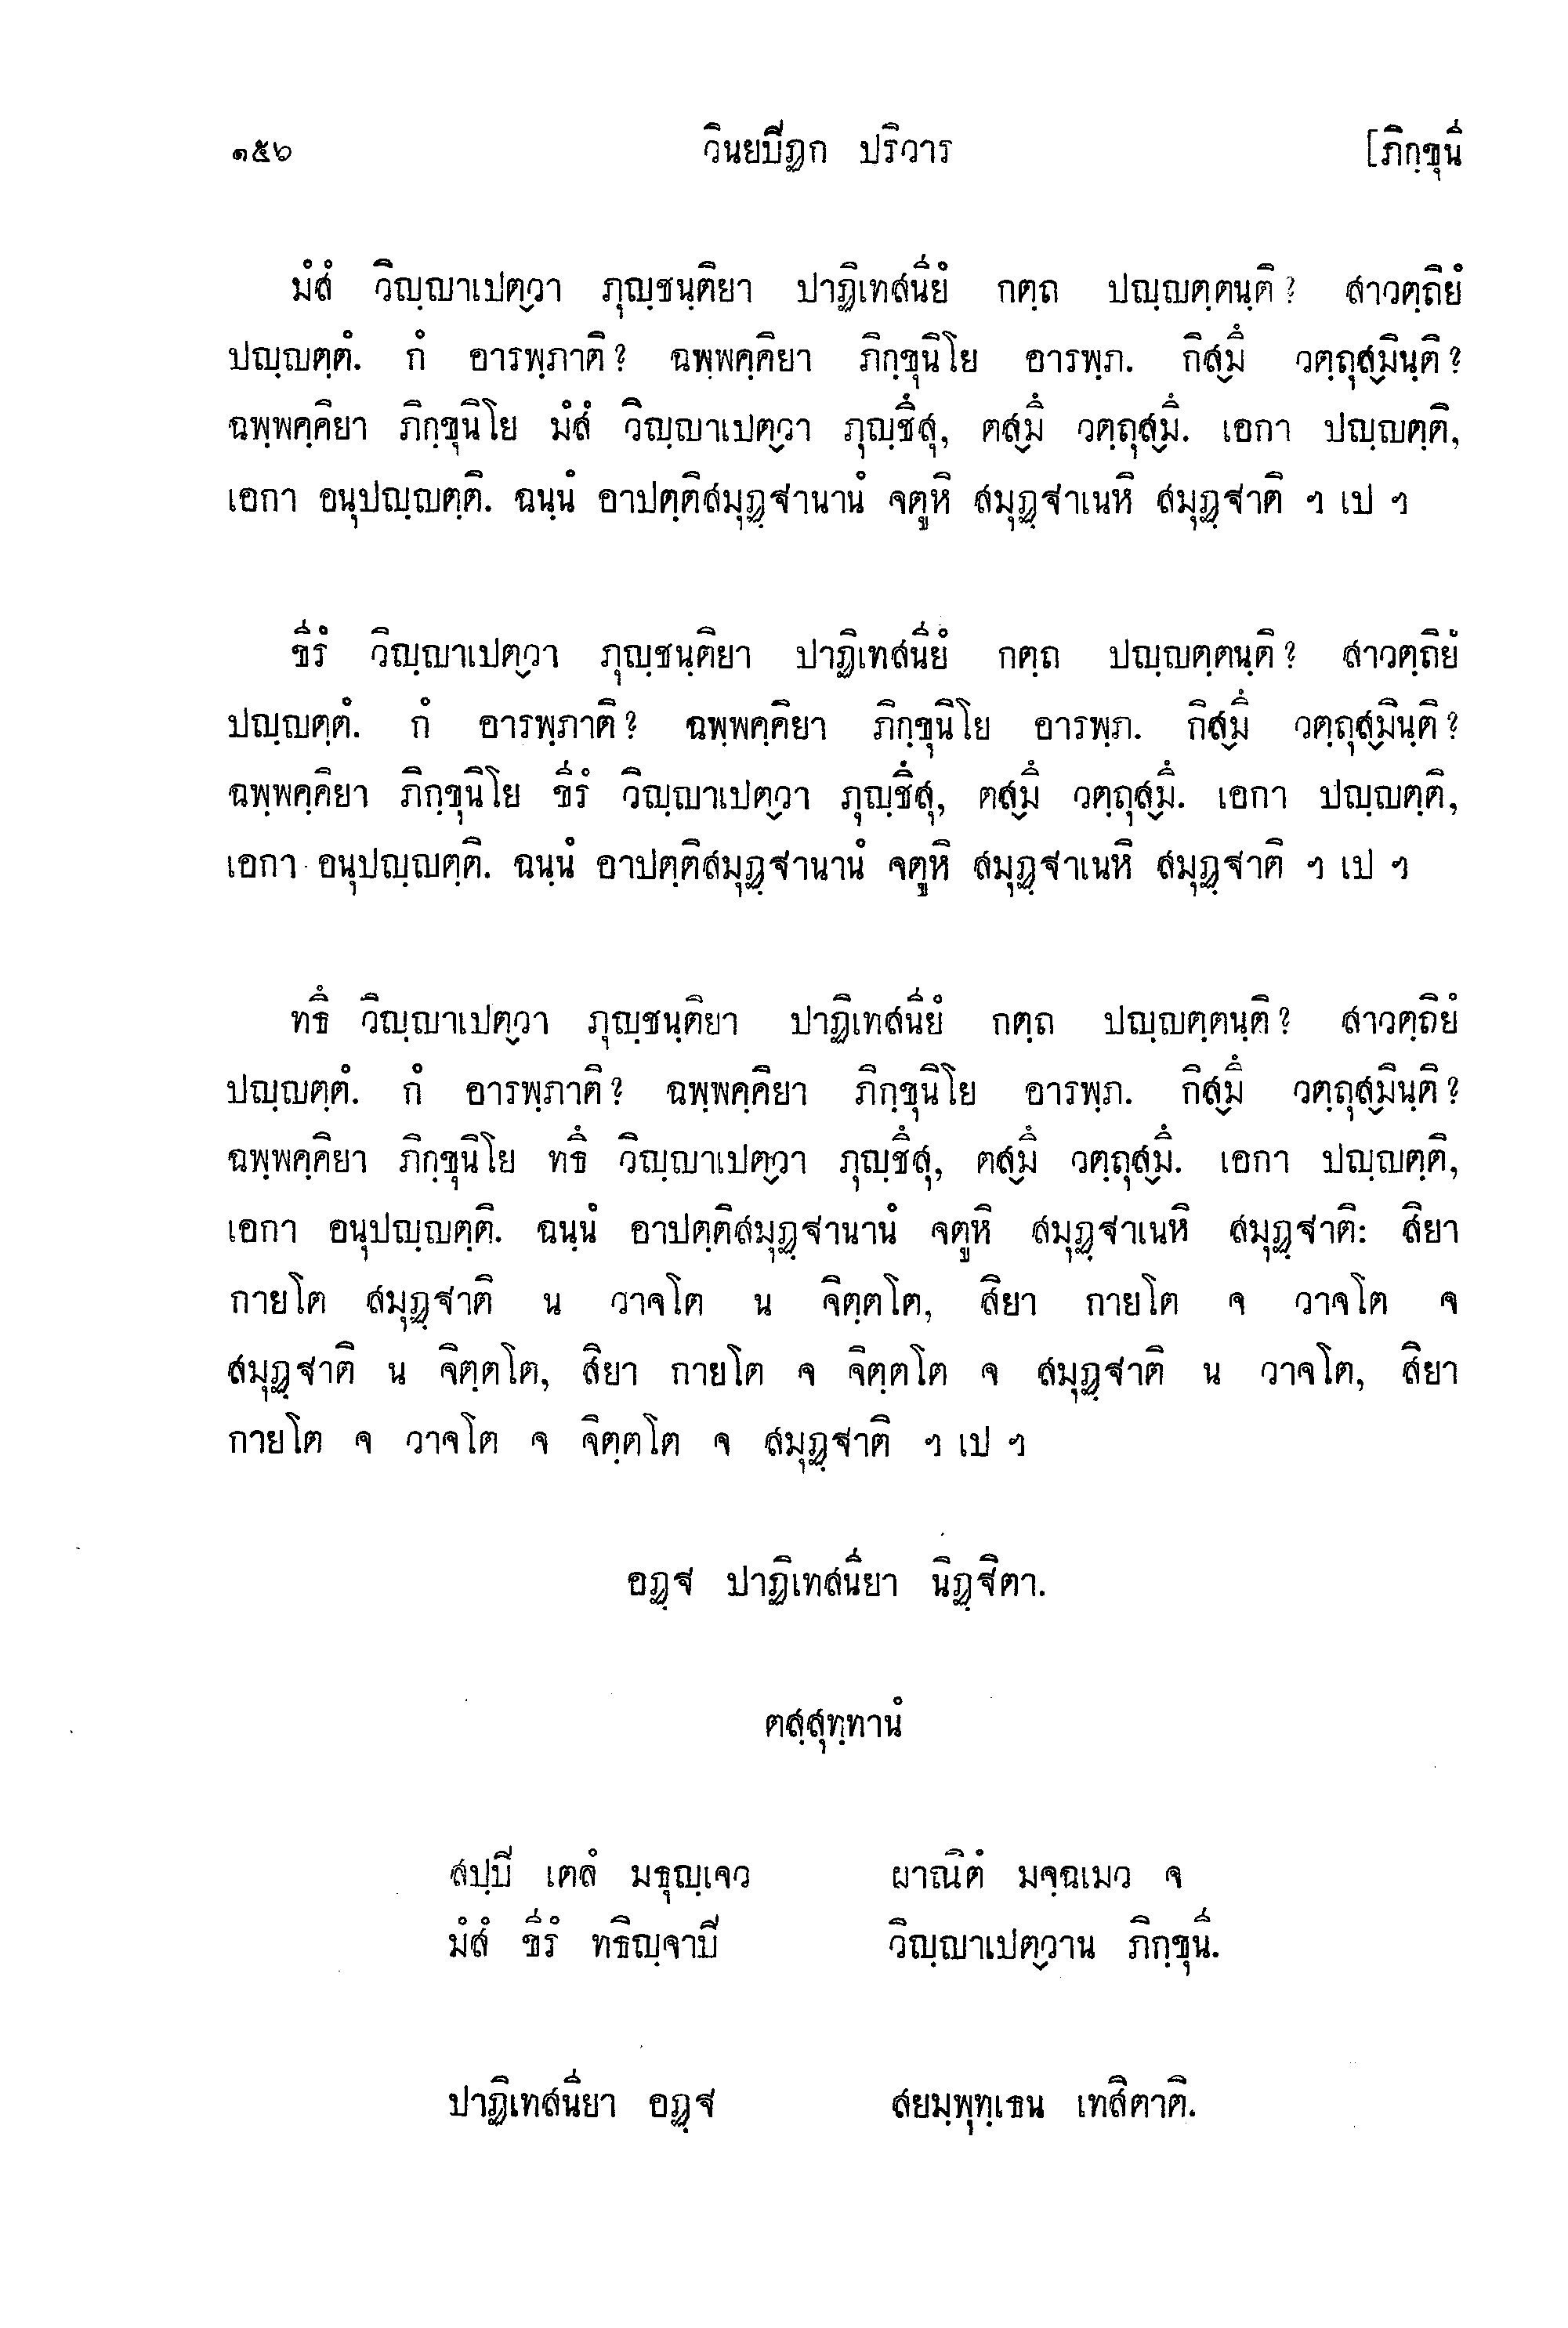 ๑๕๖ วินยปิฏก ปริวาร [ภิกฺขุนี
มํสํ วิญฺญาเปตฺวา ภุญฺชนฺติยา ปาฏิเทสนียํ กตฺถ ปญฺญตฺตนฺติ? สาวตฺถิยํ
ปญฺญตฺตํ. กํ อารพฺภาติ? ฉพฺพคฺคิยา ภิกฺขุนิโย อารพฺภ. กิสฺมึ วตฺถุสฺมินฺติ?
ฉพฺพคฺคิยา ภิกฺขุนิโย มํสํ วิญฺญาเปตฺวา ภุญฺชึสุ, ตสฺมึ วตฺถุสฺมึ. เอกา ปญฺญตฺติ,
เอกา อนุปญฺญตฺติ. ฉนฺนํ อาปตฺติสมุฏฺฐานานํ จตูหิ สมุฏฺฐาเนหิ สมุฏฺฐาติ ฯ เป ฯ
ขีรํ วิญฺญาเปตฺวา ภุญฺชนฺติยา ปาฏิเทสนียํ กตฺถ ปญฺญตฺตนฺติ? สาวตฺถิยํ
ปญฺญตฺตํ. กํ อารพฺภาติ? ฉพฺพคฺคิยา ภิกฺขุนิโย อารพฺภ. กิสฺมึ วตฺถุสฺมินฺติ?
ฉพฺพคฺคิยา ภิกฺขุนิโย ขีรํ วิญฺญาเปตฺวา ภุญฺชึสุ, ตสฺมึ วตฺถุสฺมึ. เอกา ปญฺญตฺติ,
เอกา อนุปญฺญตฺติ. ฉนฺนํ อาปตฺติสมุฏฺฐานานํ จตูหิ สมุฏฺฐาเนหิ สมุฏฺฐาติ ฯ เป ฯ
ทธึ วิญฺญาเปตฺวา ภุญฺชนฺติยา ปาฏิเทสนียํ กตฺถ ปญฺญตฺตนฺติ? สาวตฺถิยํ
ปญฺญตฺตํ. กํ อารพฺภาติ? ฉพฺพคฺคิยา ภิกฺขุนิโย อารพฺภ. กิสฺมึ วตฺถุสฺมินฺติ?
ฉพฺพคฺคิยา ภิกฺขุนิโย ทธึ วิญฺญาเปตฺวา ภุญฺชึสุ, ตสฺมึ วตฺถุสฺมึ. เอกา ปญฺญตฺติ,
เอกา อนุปญฺญตฺติ. ฉนฺนํ อาปตฺติสมุฏฺฐานานํ จตูหิ สมุฏฺฐาเนหิ สมุฏฺฐาติ: สิยา
กายโต สมุฏฺฐาติ น วาจโต น จิตฺตโต, สิยา กายโต จ วาจโต จ
สมุฏฺฐาติ น จิตฺตโต, สิยา กายโต จ จิตฺตโต จ สมุฏฺฐาติ น วาจโต, สิยา
กายโต จ วาจโต จ จิตฺตโต จ สมุฏฺฐาติ ฯ เป ฯ
อฏฺฐ ปาฏิเทสนียา นิฏฺฐิตา.
ตสฺสุทฺทานํ
สปฺปิ เตลํ มธุญฺเจว ผาณิตํ มจฺฉเมว จ
มํสํ ขีรํ ทธิญฺจาปิ วิญฺญาเปตฺวาน ภิกฺขุนี.
ปาฏิเทสนียา อฏฺฐ สยมฺพุทฺเธน เทสิตาติ.